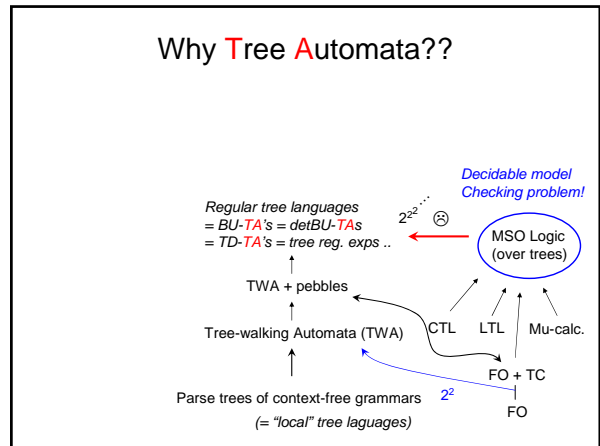 Why Tree Automata??
Decidable model
Checking problem!
Regular tree languages
= BU-TA's = detBU-TAs
= TD-TA's = tree reg. exps ..
2^2^2^... ☹
MSO Logic
(over trees)
TWA + pebbles
Tree-walking Automata (TWA)
CTL LTL Mu-calc.
FO + TC
Parse trees of context-free grammars
2^2
FO
(= "local" tree laguages)